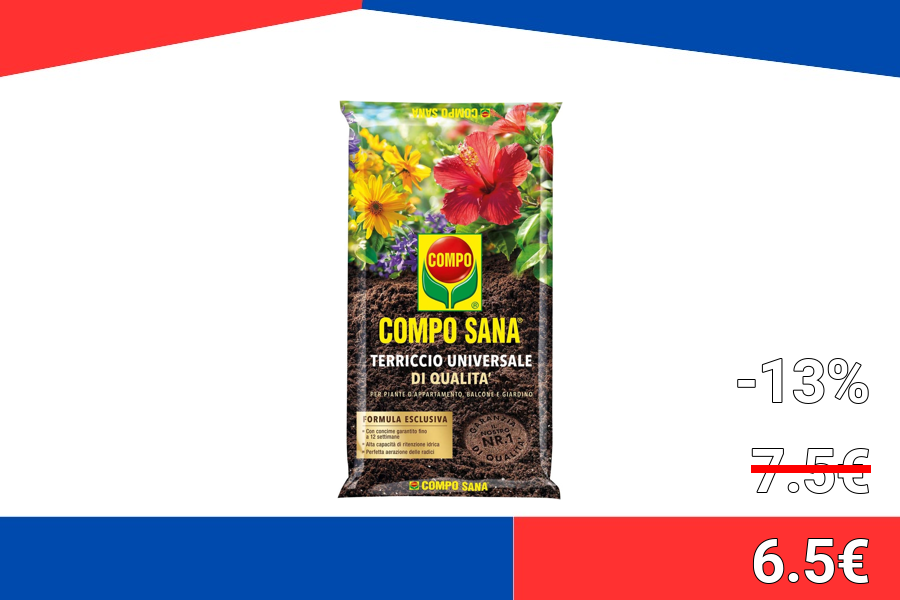 COMPO SANA
COMPO
®
COMPO SANA®
TERRICCIO UNIVERSALE
DI QUALITA'
PER PIANTE D'APPARTAMENTO, BALCONE E GIARDINO
FORMULA ESCLUSIVA
• Con concime garantito fino
a 12 settimane
• Alta capacità di ritenzione idrica
• Perfetta aerazione delle radici
GARANZIA
NOSTRO
NR.1
DI QUALITÀ
COMPO SANA
-13%
7.5€
6.5€